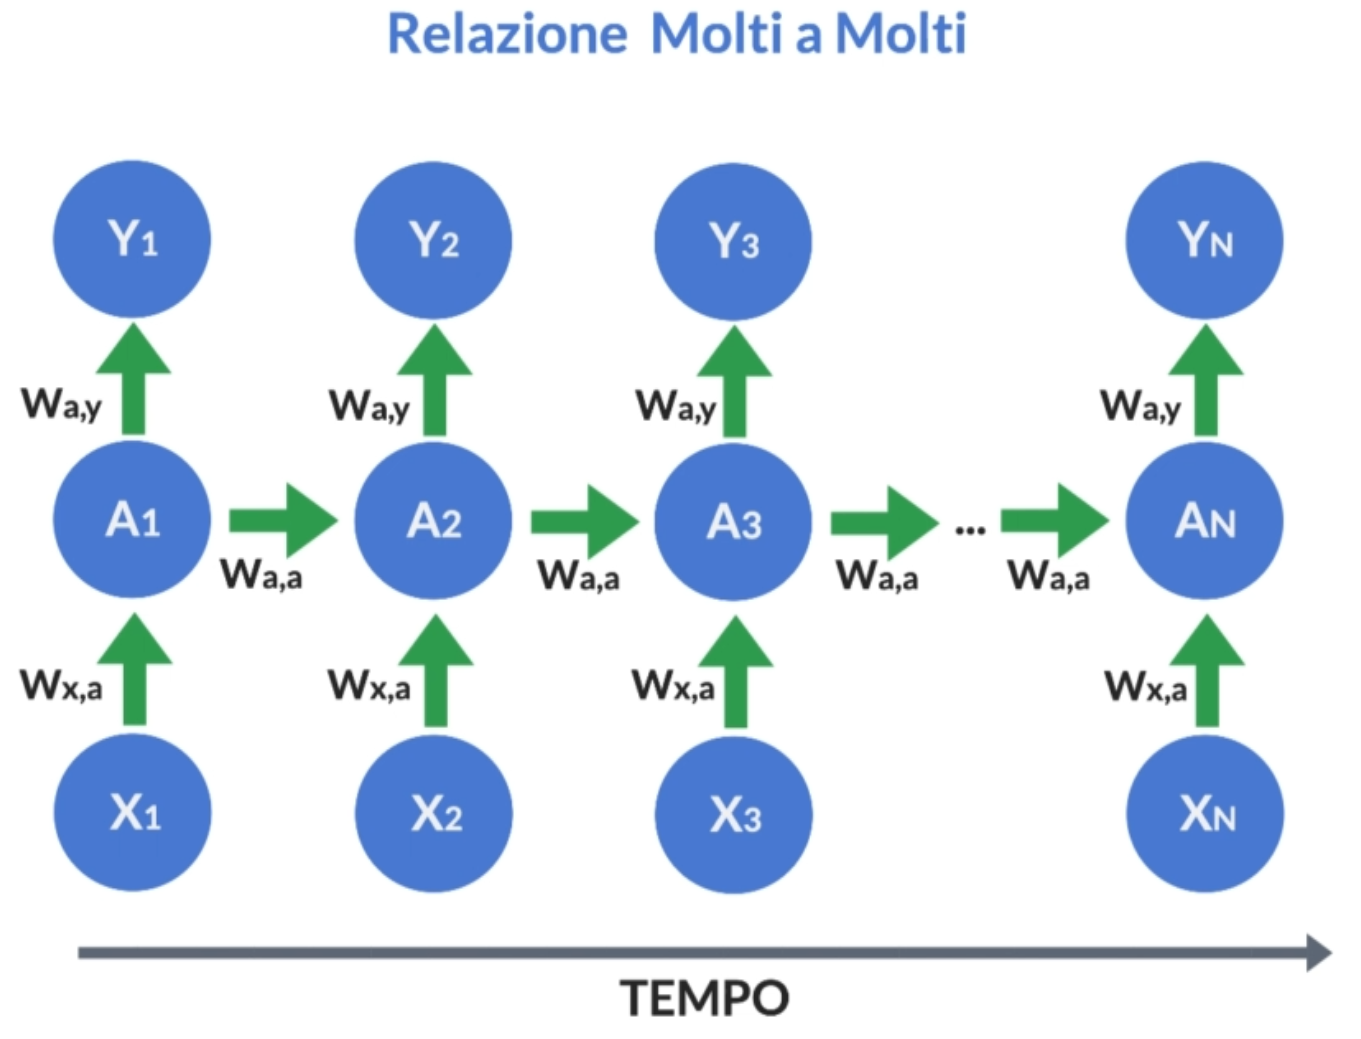 Relazione Molti a Molti
Y1 Y2 Y3 YN
Wa,y Wa,y Wa,y Wa,y
A1 A2 A3 ... AN
Wa,a Wa,a Wa,a Wa,a
Wx,a Wx,a Wx,a Wx,a
X1 X2 X3 XN
TEMPO